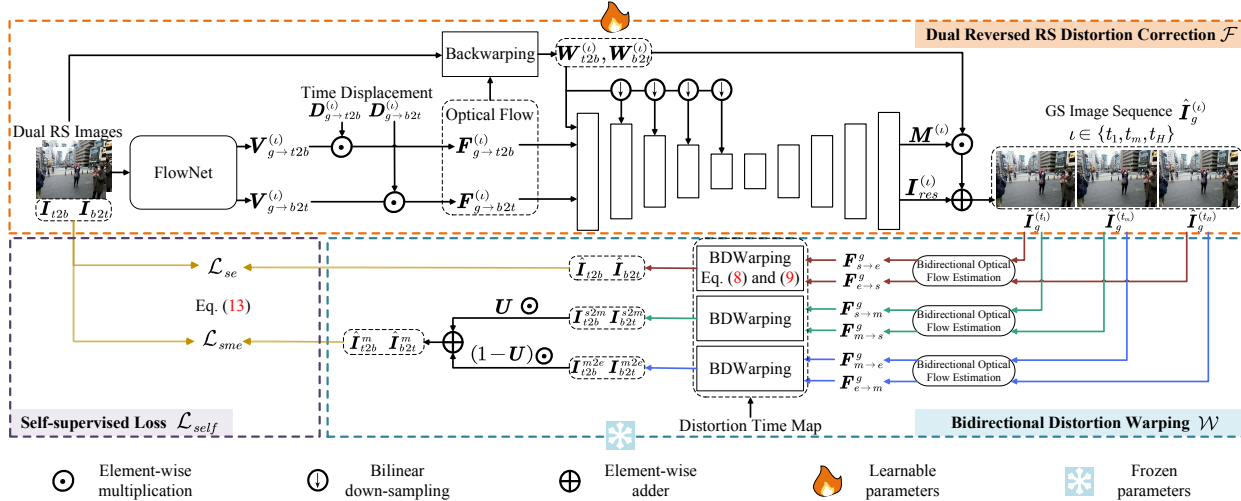 Dual Reversed RS Distortion Correction 𝓕
Backwarping
W_{t2b}^{(ι)}, W_{b2t}^{(ι)}
Time Displacement
D_{g→t2b}^{(ι)} D_{g→b2t}^{(ι)}
Optical Flow
GS Image Sequence Î_g^{(ι)}
ι ∈ {t_1, t_m, t_H}
Dual RS Images
FlowNet
V_{g→t2b}^{(ι)}
F_{g→t2b}^{(ι)}
M^{(ι)}
V_{g→b2t}^{(ι)}
F_{g→b2t}^{(ι)}
I_{res}^{(ι)}
I_{t2b} I_{b2t}
Î_g^{(t_1)} Î_g^{(t_m)} Î_g^{(t_H)}
𝓛_{se}
Î_{t2b} Î_{b2t}
BDWarping
Eq. (8) and (9)
F_{s→e}^g
F_{e→s}^g
Bidirectional Optical
Flow Estimation
Eq. (13)
U ⊙
I_{t2b}^{s2m} I_{b2t}^{s2m}
BDWarping
F_{s→m}^g
F_{m→s}^g
Bidirectional Optical
Flow Estimation
𝓛_{sme}
Î_{t2b}^m Î_{b2t}^m
(1−U)⊙
I_{t2b}^{m2e} I_{b2t}^{m2e}
BDWarping
F_{m→e}^g
F_{e→m}^g
Bidirectional Optical
Flow Estimation
Self-supervised Loss 𝓛_{self}
Distortion Time Map
Bidirectional Distortion Warping 𝓦
Element-wise
multiplication
Bilinear
down-sampling
Element-wise
adder
Learnable
parameters
Frozen
parameters